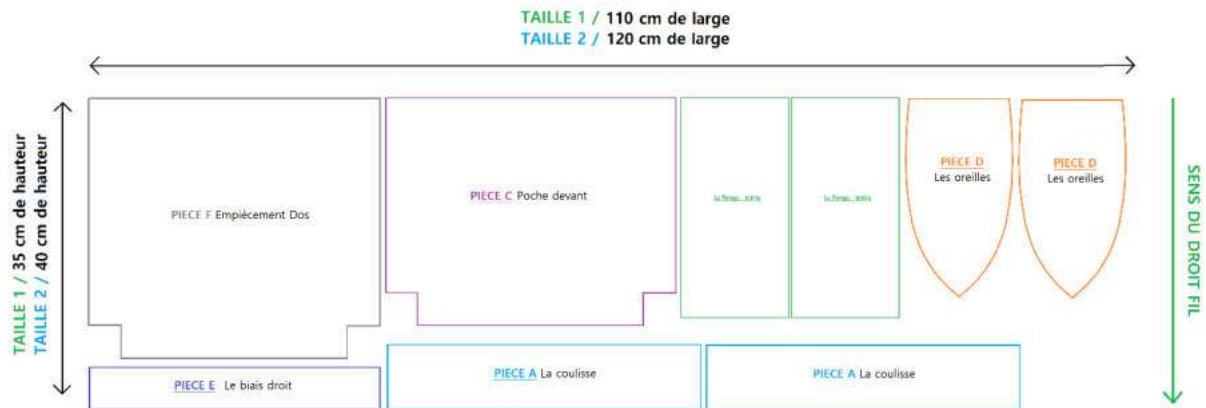 TAILLE 1 / 110 cm de large
TAILLE 2 / 120 cm de large
TAILLE 1 / 35 cm de hauteur
TAILLE 2 / 40 cm de hauteur
PIECE F Empiècement Dos
PIECE C Poche devant
PIECE D
Les oreilles
PIECE D
Les oreilles
SENS DU DROIT FIL
PIECE E Le biais droit
PIECE A La coulisse
PIECE A La coulisse